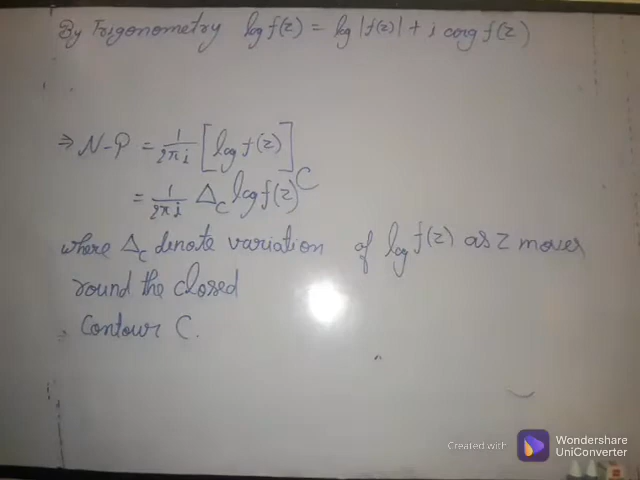 By Trigonometry log f(z) = log |f(z)| + i arg f(z)
⇒ N-P = 1/2πi [log f(z)]
= 1/2πi Δc log f(z) C
where Δc denote variation of log f(z) as z moves
round the closed
Contour C.
Created with Wondershare
UniConverter